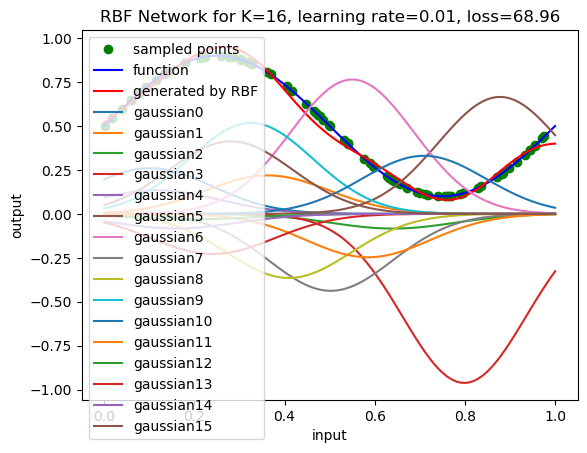 RBF Network for K=16, learning rate=0.01, loss=68.96
1.00
0.75
0.50
0.25
0.00
−0.25
−0.50
−0.75
−1.00
output
sampled points
function
generated by RBF
gaussian0
gaussian1
gaussian2
gaussian3
gaussian4
gaussian5
gaussian6
gaussian7
gaussian8
gaussian9
gaussian10
gaussian11
gaussian12
gaussian13
gaussian14
gaussian15
0.0 0.2 0.4 0.6 0.8 1.0
input